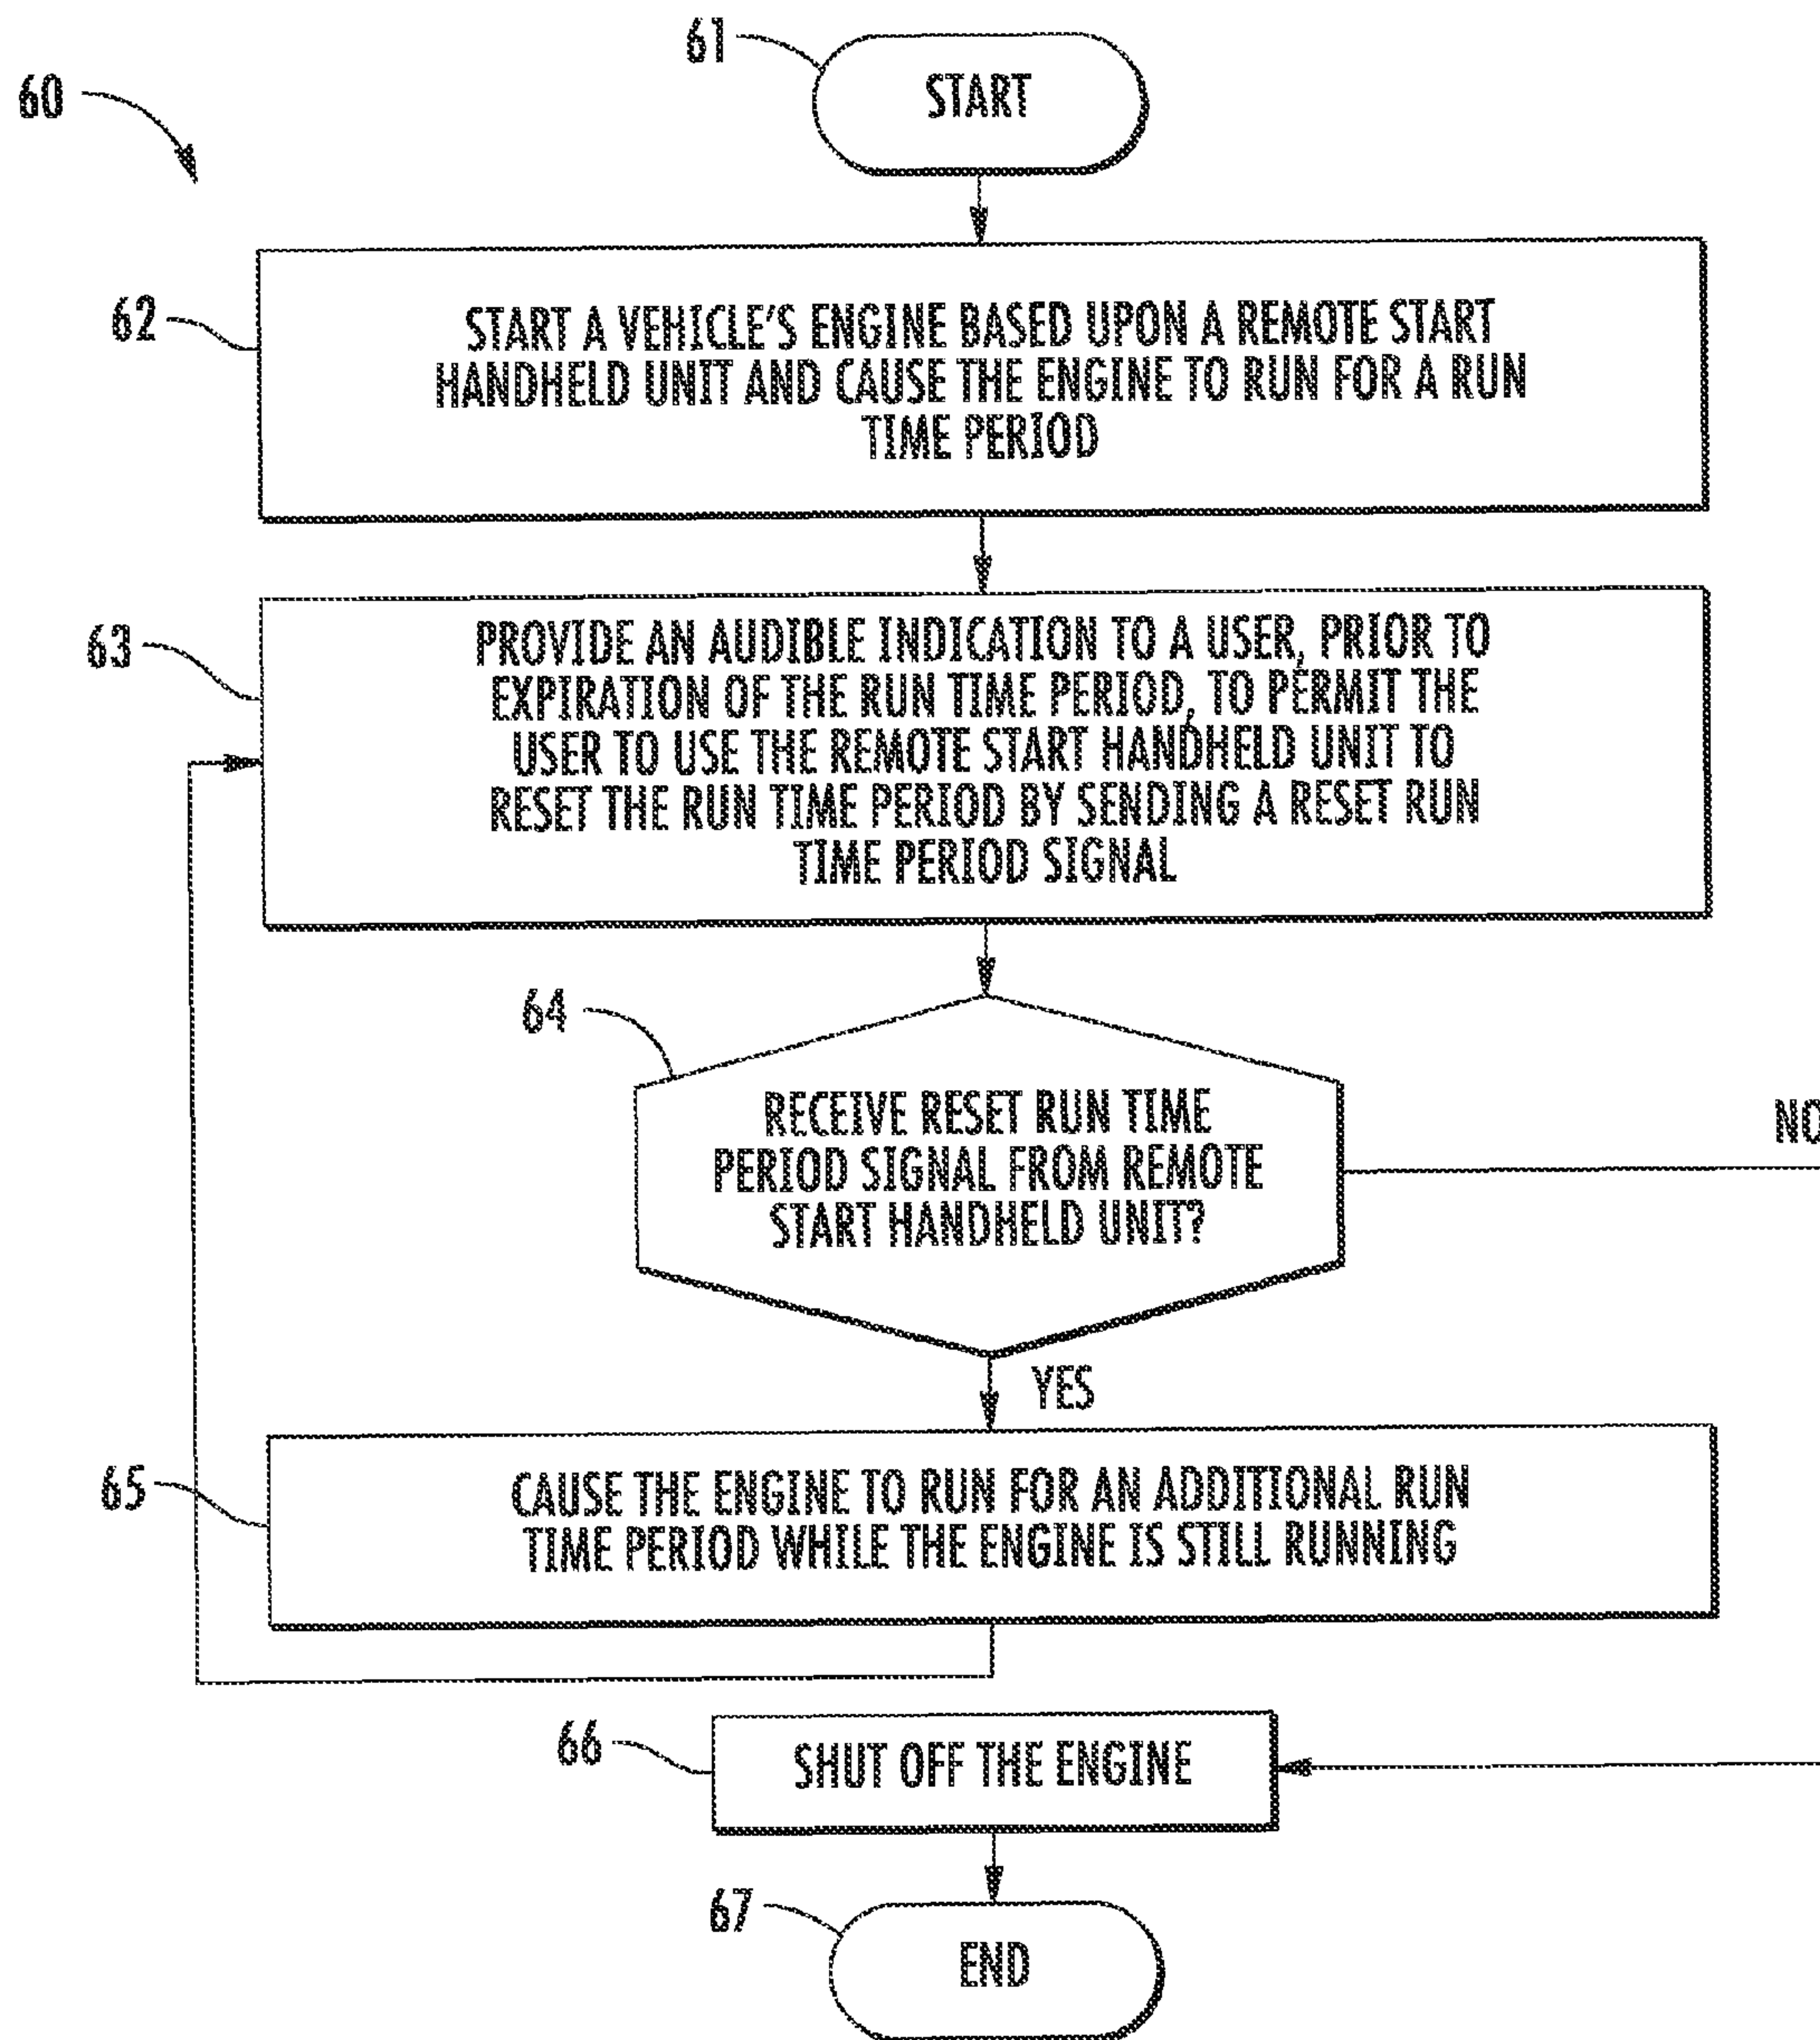 61
START
60
62
START A VEHICLE'S ENGINE BASED UPON A REMOTE START
HANDHELD UNIT AND CAUSE THE ENGINE TO RUN FOR A RUN
TIME PERIOD
63
PROVIDE AN AUDIBLE INDICATION TO A USER, PRIOR TO
EXPIRATION OF THE RUN TIME PERIOD, TO PERMIT THE
USER TO USE THE REMOTE START HANDHELD UNIT TO
RESET THE RUN TIME PERIOD BY SENDING A RESET RUN
TIME PERIOD SIGNAL
64
RECEIVE RESET RUN TIME
PERIOD SIGNAL FROM REMOTE
START HANDHELD UNIT?
NO
YES
65
CAUSE THE ENGINE TO RUN FOR AN ADDITIONAL RUN
TIME PERIOD WHILE THE ENGINE IS STILL RUNNING
66
SHUT OFF THE ENGINE
67
END